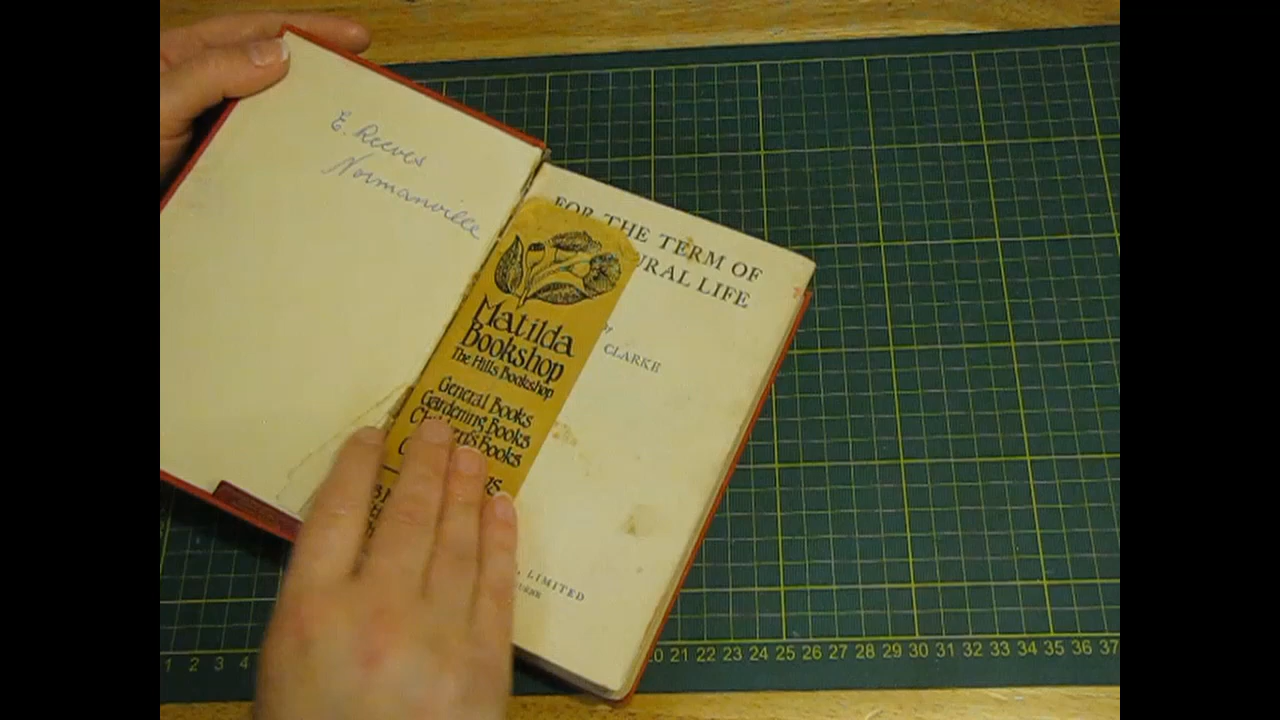 E. Reeves
Normanville
FOR THE TERM OF
URAL LIFE
CLARKE
Matilda
Bookshop
The Hills Bookshop
General Books
Gardening Books
Children's Books
LIMITED
1 2 3 4
20 21 22 23 24 25 26 27 28 29 30 31 32 33 34 35 36 37